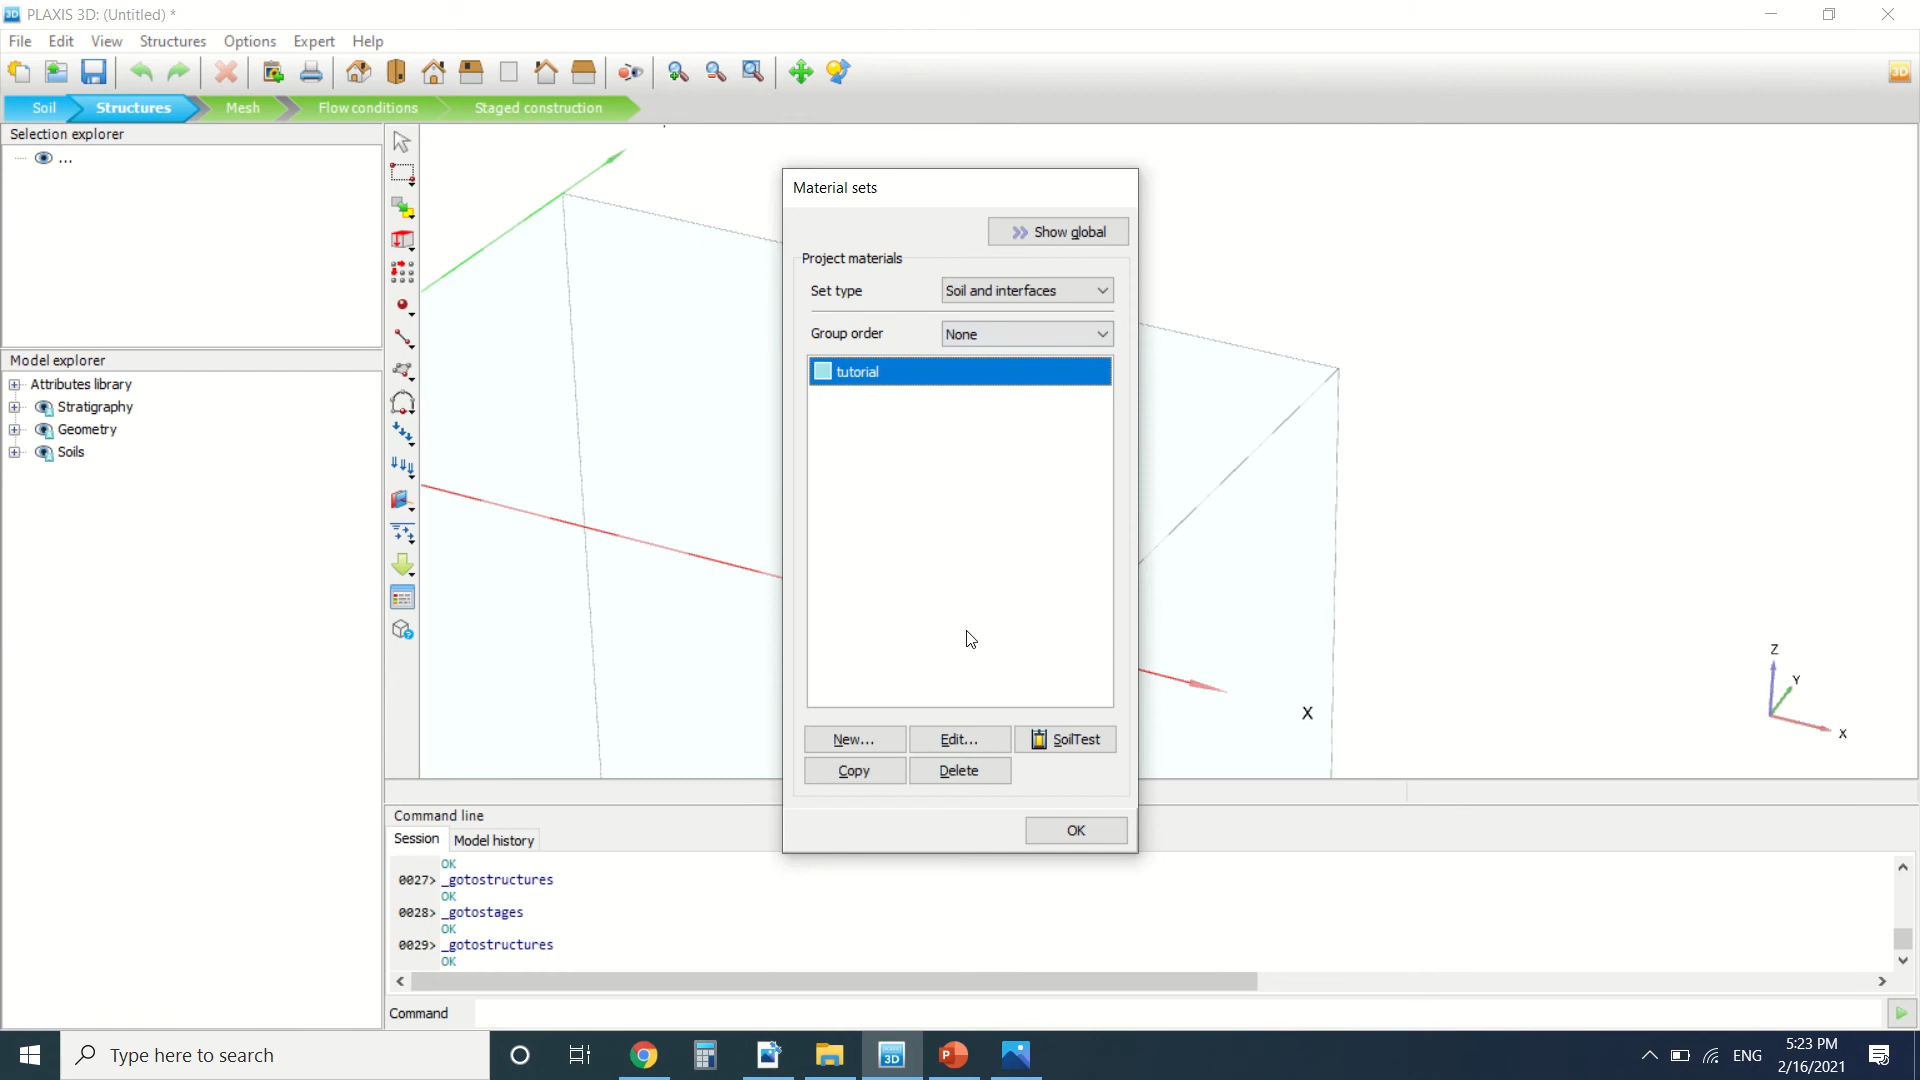 PLAXIS 3D: (Untitled) *
File Edit View Structures Options Expert Help
3D
Soil Structures Mesh Flow conditions Staged construction
Selection explorer
...
Model explorer
Attributes library
Stratigraphy
Geometry
Soils
Material sets
Show global
Project materials
Set type Soil and interfaces
Group order None
tutorial
New... Edit... SoilTest
Copy Delete
OK
X
Z
Y
X
Command line
Session Model history
OK
0027> _gotostructures
OK
0028> _gotostages
OK
0029> _gotostructures
OK
Command
Type here to search
3D
P
ENG
5:23 PM
2/16/2021